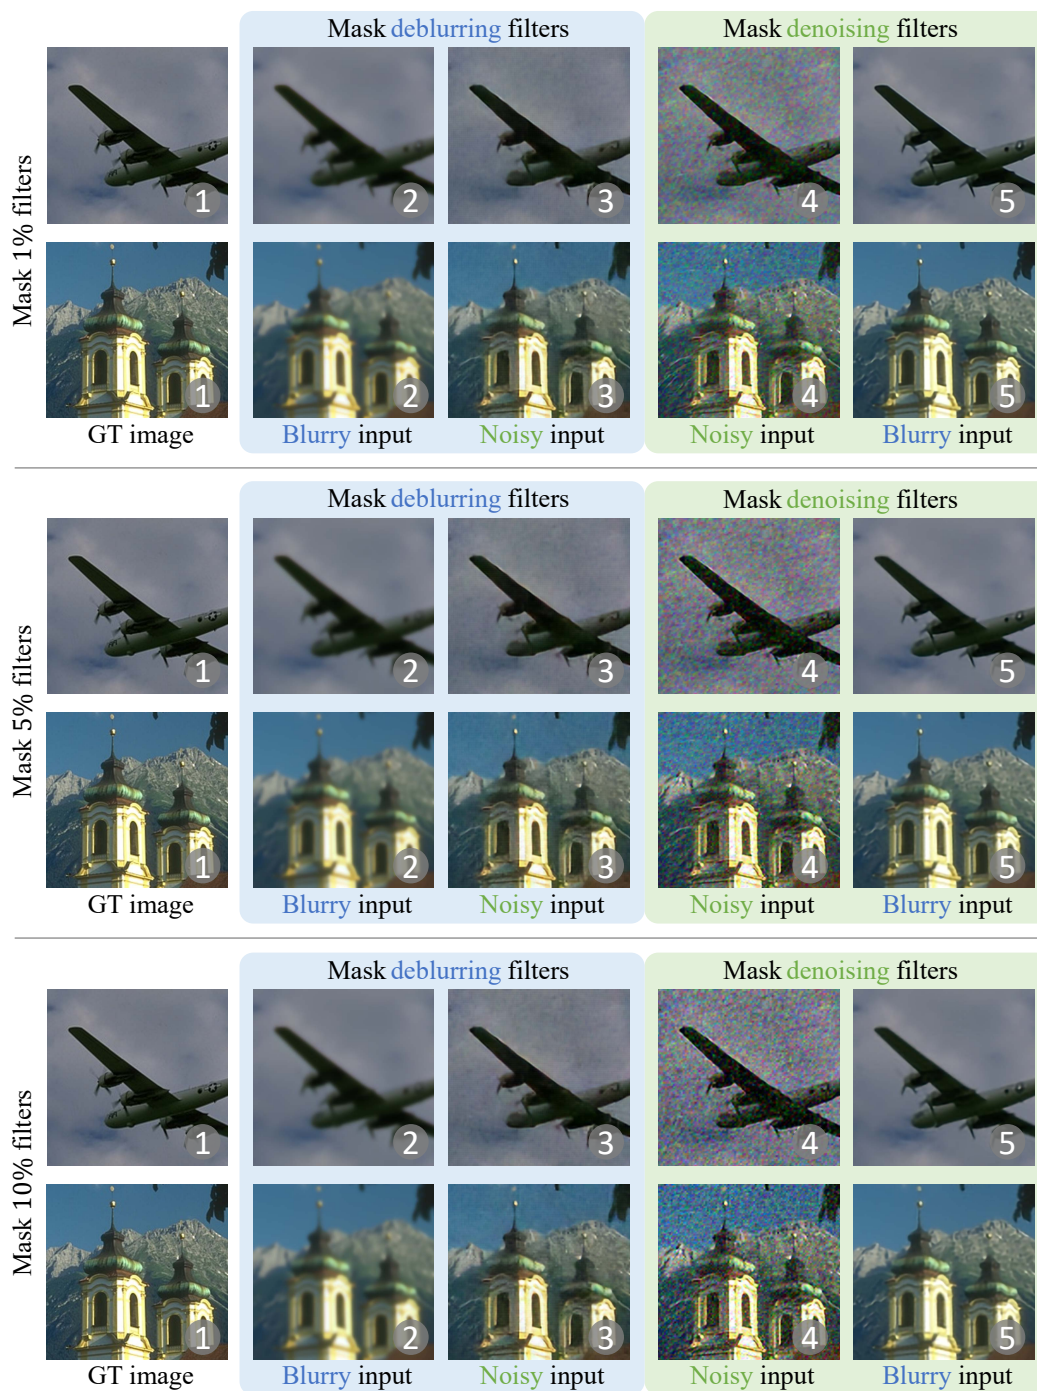 Mask deblurring filters
Mask denoising filters
Mask 1% filters
1
2
3
4
5
1
2
3
4
5
GT image
Blurry input
Noisy input
Noisy input
Blurry input
Mask deblurring filters
Mask denoising filters
Mask 5% filters
1
2
3
4
5
1
2
3
4
5
GT image
Blurry input
Noisy input
Noisy input
Blurry input
Mask deblurring filters
Mask denoising filters
Mask 10% filters
1
2
3
4
5
1
2
3
4
5
GT image
Blurry input
Noisy input
Noisy input
Blurry input